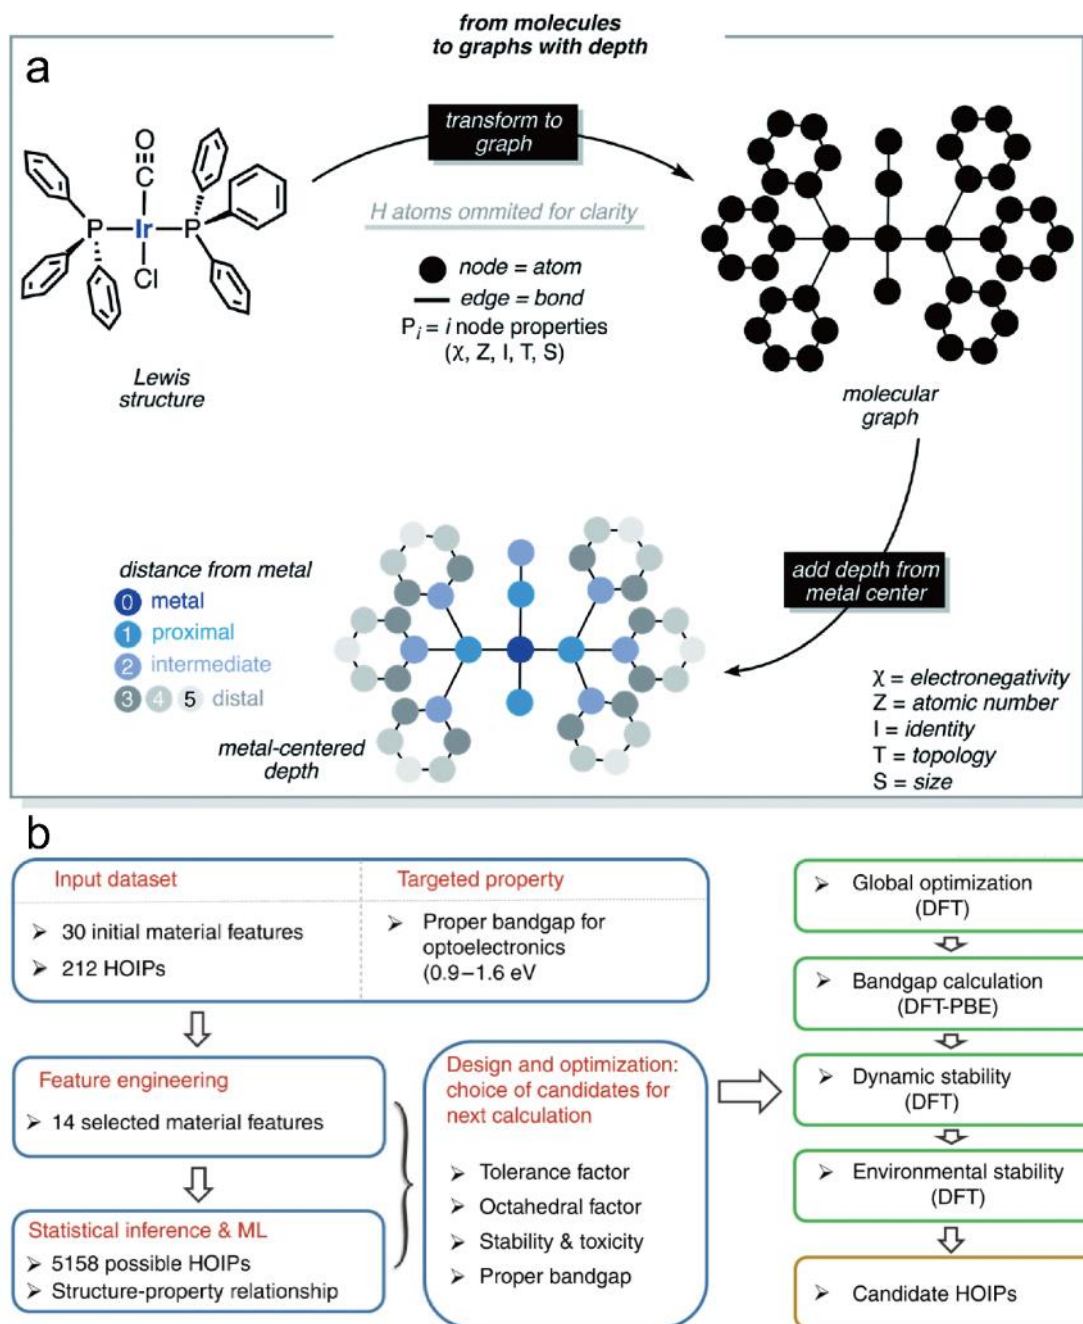 from molecules
to graphs with depth
a
transform to
graph
H atoms ommited for clarity
node = atom
edge = bond
Pi = i node properties
(χ, Z, I, T, S)
O
C
P
Ir
P
Cl
Lewis
structure
molecular
graph
add depth from
metal center
distance from metal
0 metal
1 proximal
2 intermediate
3 4 5 distal
metal-centered
depth
χ = electronegativity
Z = atomic number
I = identity
T = topology
S = size
b
Input dataset
➢ 30 initial material features
➢ 212 HOIPs
Targeted property
➢ Proper bandgap for
optoelectronics
(0.9–1.6 eV
Feature engineering
➢ 14 selected material features
Statistical inference & ML
➢ 5158 possible HOIPs
➢ Structure-property relationship
Design and optimization:
choice of candidates for
next calculation
➢ Tolerance factor
➢ Octahedral factor
➢ Stability & toxicity
➢ Proper bandgap
➢ Global optimization
(DFT)
➢ Bandgap calculation
(DFT-PBE)
➢ Dynamic stability
(DFT)
➢ Environmental stability
(DFT)
➢ Candidate HOIPs